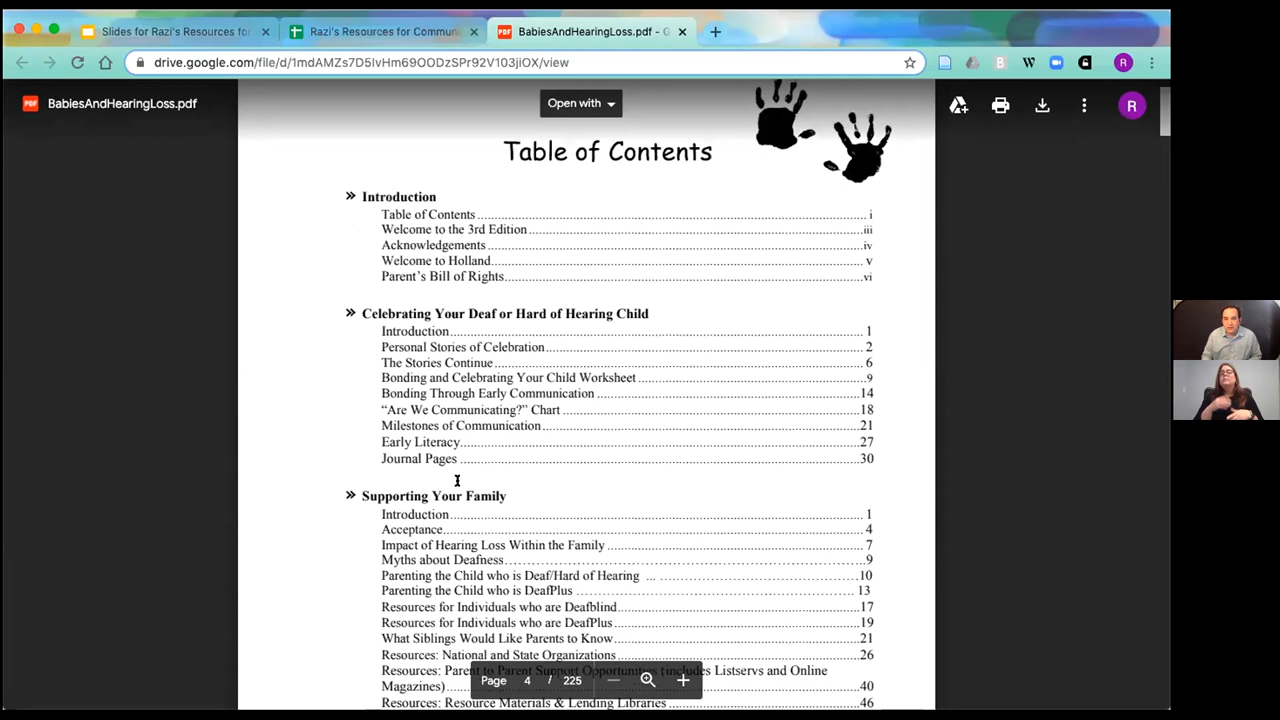 Slides for Razi's Resources for
Razi's Resources for Commun
BabiesAndHearingLoss.pdf - G
drive.google.com/file/d/1mdAMZs7D5IvHm69OODzSPr92V103jiOX/view
W
R
PDF BabiesAndHearingLoss.pdf
Open with
R
Table of Contents
» Introduction
Table of Contents i
Welcome to the 3rd Edition iii
Acknowledgements iv
Welcome to Holland v
Parent's Bill of Rights vi
» Celebrating Your Deaf or Hard of Hearing Child
Introduction 1
Personal Stories of Celebration 2
The Stories Continue 6
Bonding and Celebrating Your Child Worksheet 9
Bonding Through Early Communication 14
“Are We Communicating?” Chart 18
Milestones of Communication 21
Early Literacy 27
Journal Pages 30
» Supporting Your Family
Introduction 1
Acceptance 4
Impact of Hearing Loss Within the Family 7
Myths about Deafness 9
Parenting the Child who is Deaf/Hard of Hearing ... 10
Parenting the Child who is DeafPlus 13
Resources for Individuals who are Deafblind 17
Resources for Individuals who are DeafPlus 19
What Siblings Would Like Parents to Know 21
Resources: National and State Organizations 26
Resources: Parent to Parent Support Opportunities (includes Listservs and Online
Magazines) 40
Resources: Resource Materials & Lending Libraries 46
Page 4 / 225